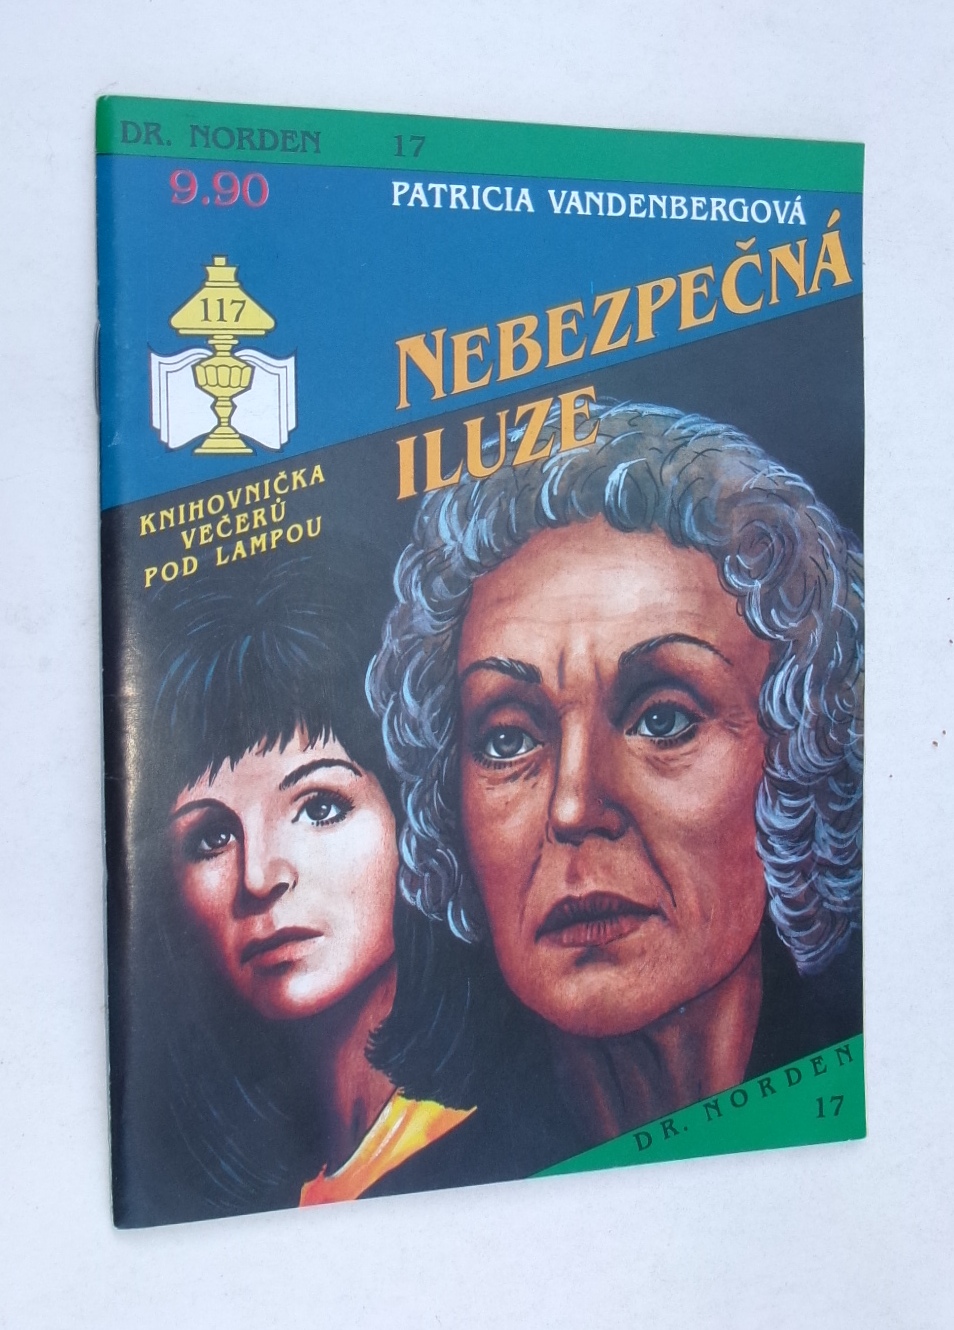 DR. NORDEN 17
9.90
PATRICIA VANDENBERGOVÁ
NEBEZPEČNÁ
ILUZE
117
KNIHOVNIČKA
VEČERŮ
POD LAMPOU
DR. NORDEN
17